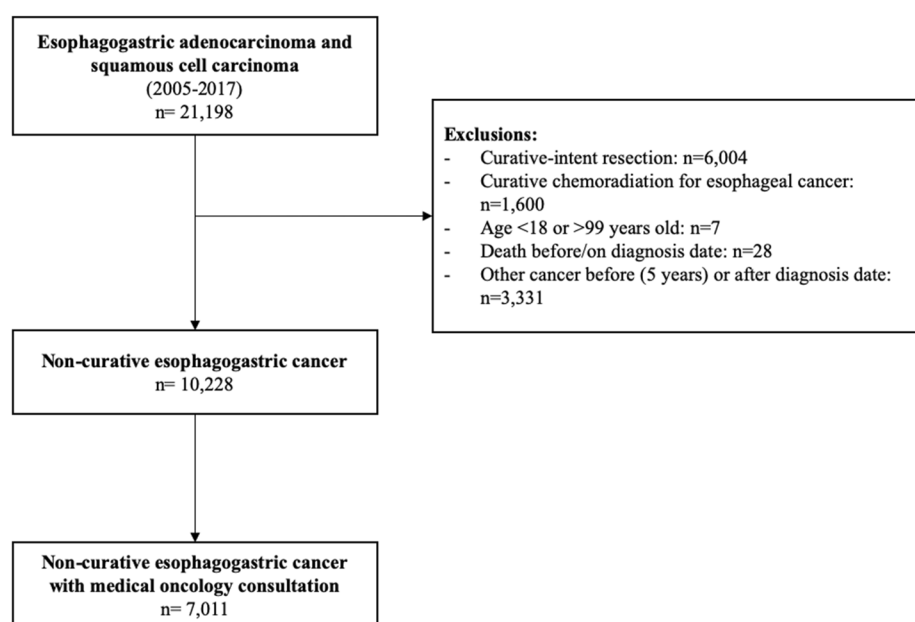 Esophagogastric adenocarcinoma and
squamous cell carcinoma
(2005-2017)
n= 21,198
Exclusions:
- Curative-intent resection: n=6,004
- Curative chemoradiation for esophageal cancer:
n=1,600
- Age <18 or >99 years old: n=7
- Death before/on diagnosis date: n=28
- Other cancer before (5 years) or after diagnosis date:
n=3,331
Non-curative esophagogastric cancer
n= 10,228
Non-curative esophagogastric cancer
with medical oncology consultation
n= 7,011